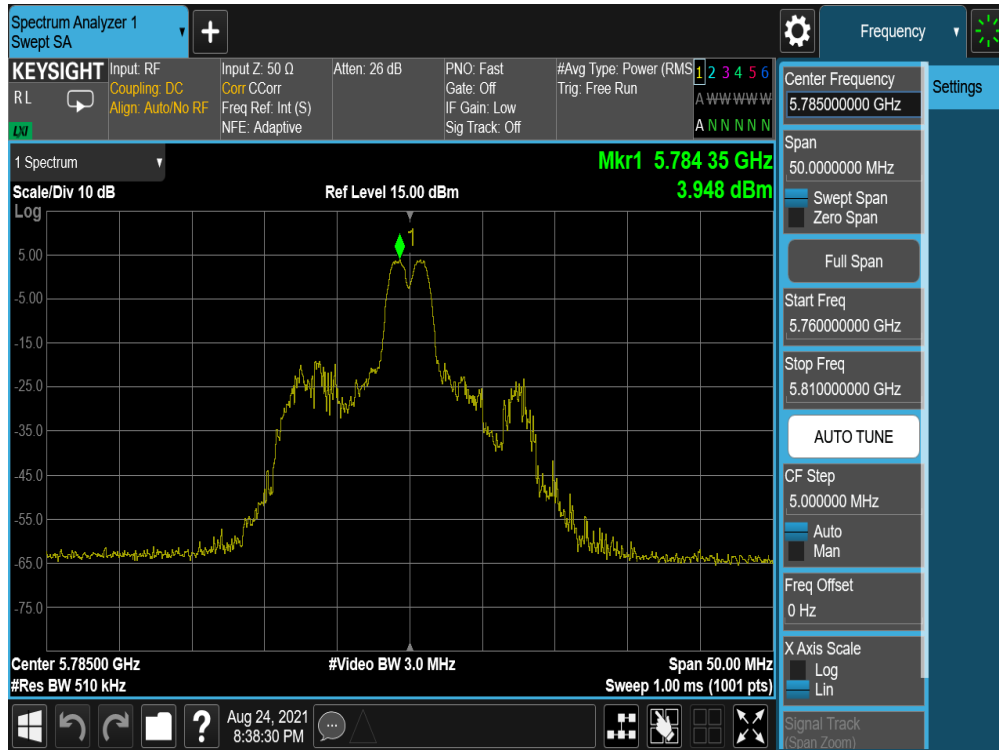 Spectrum Analyzer 1
Swept SA
+
Frequency
KEYSIGHT
RL
LXI
Input: RF
Coupling: DC
Align: Auto/No RF
Input Z: 50 Ω
Corr CCorr
Freq Ref: Int (S)
NFE: Adaptive
Atten: 26 dB
PNO: Fast
Gate: Off
IF Gain: Low
Sig Track: Off
#Avg Type: Power (RMS
Trig: Free Run
1 2 3 4 5 6
A W W W W W
A N N N N N
1 Spectrum
Mkr1 5.784 35 GHz
3.948 dBm
Scale/Div 10 dB
Ref Level 15.00 dBm
Log
1
5.00
-5.00
-15.0
-25.0
-35.0
-45.0
-55.0
-65.0
-75.0
Center 5.78500 GHz
#Video BW 3.0 MHz
Span 50.00 MHz
#Res BW 510 kHz
Sweep 1.00 ms (1001 pts)
Center Frequency
5.785000000 GHz
Settings
Span
50.0000000 MHz
Swept Span
Zero Span
Full Span
Start Freq
5.760000000 GHz
Stop Freq
5.810000000 GHz
AUTO TUNE
CF Step
5.000000 MHz
Auto
Man
Freq Offset
0 Hz
X Axis Scale
Log
Lin
Signal Track
(Span Zoom)
?
Aug 24, 2021
8:38:30 PM